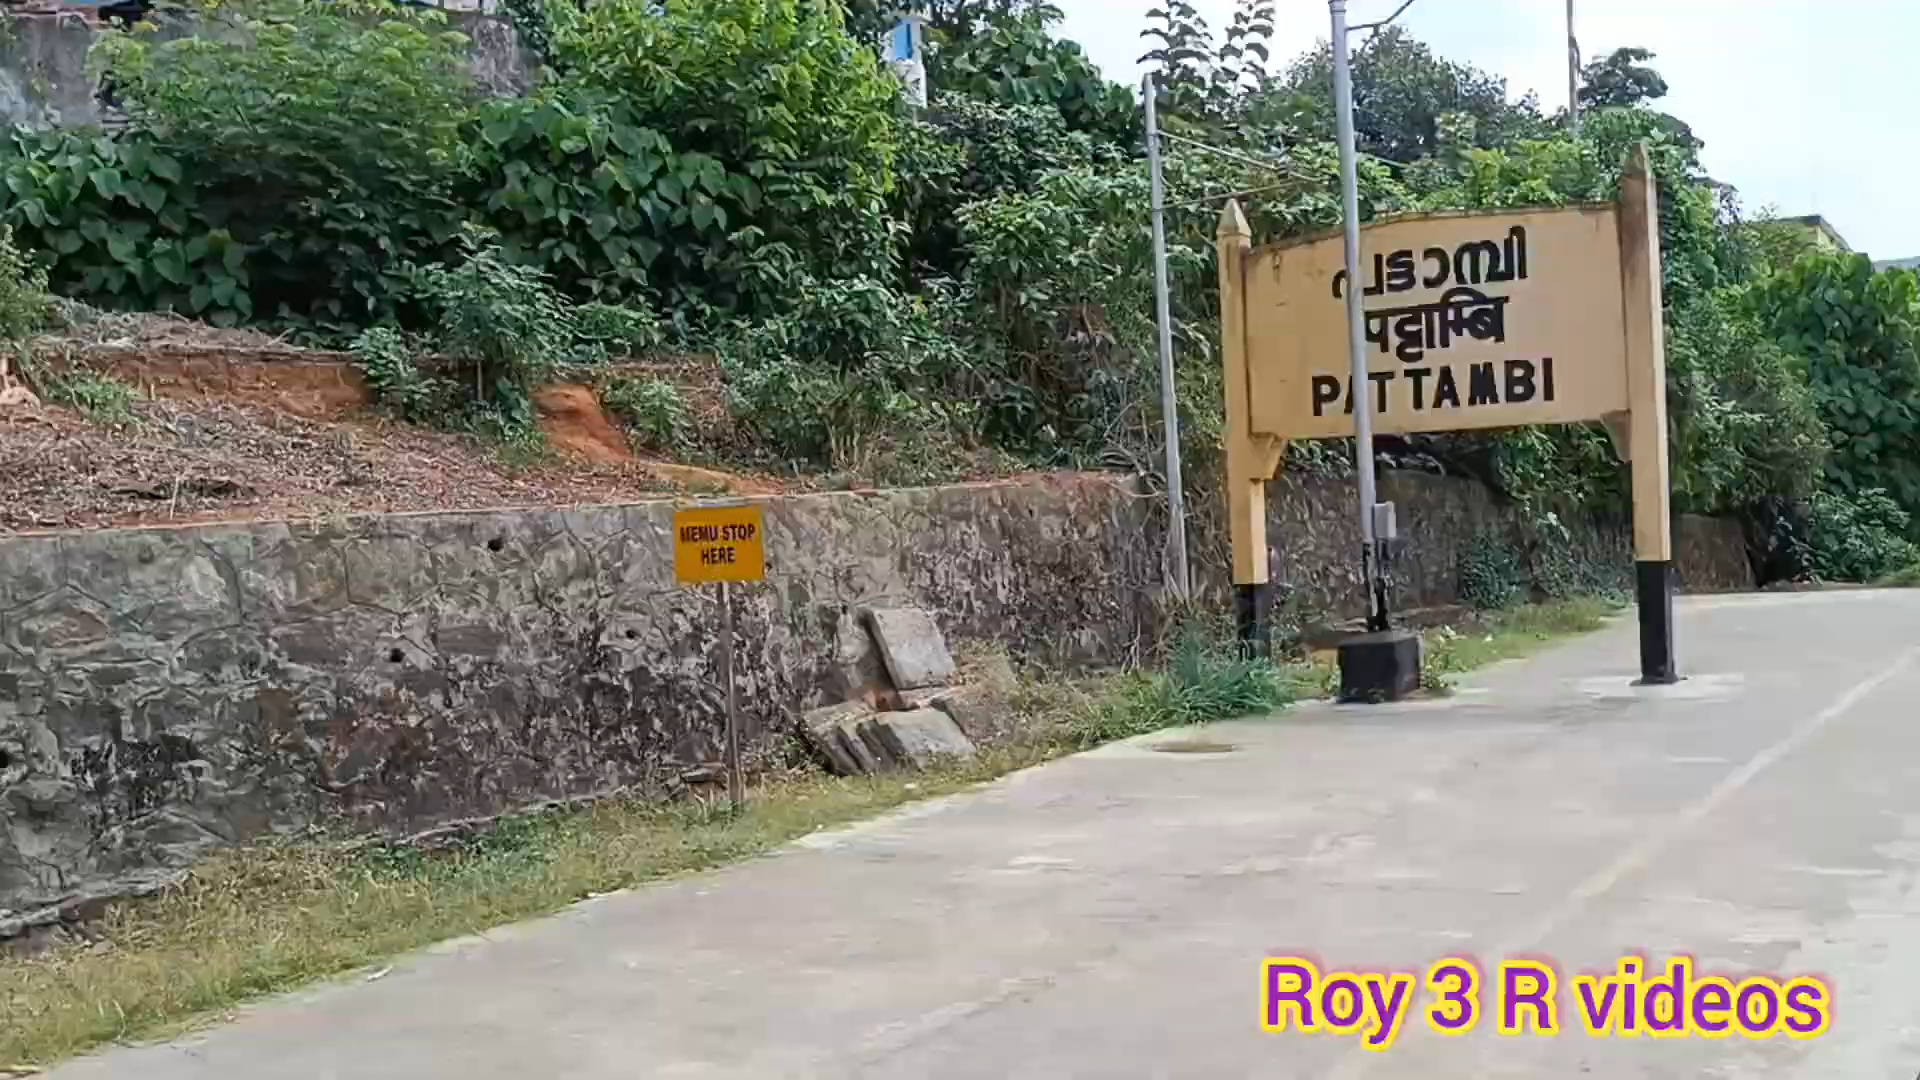 പട്ടാമ്പി
पट्टाम्बि
PATTAMBI
MEMU STOP
HERE
Roy 3 R videos